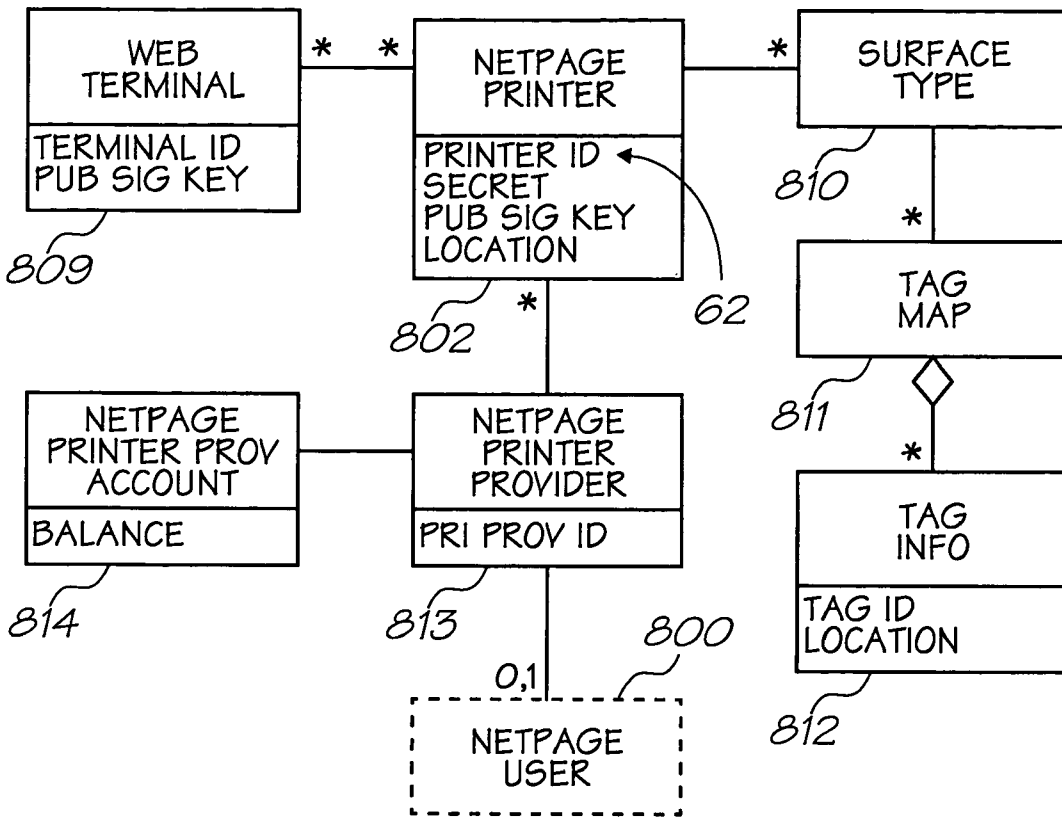 WEB
TERMINAL
TERMINAL ID
PUB SIG KEY
809
*
*
NETPAGE
PRINTER
PRINTER ID
SECRET
PUB SIG KEY
LOCATION
802
62
*
*
SURFACE
TYPE
810
*
TAG
MAP
811
*
TAG
INFO
TAG ID
LOCATION
812
NETPAGE
PRINTER PROV
ACCOUNT
BALANCE
814
NETPAGE
PRINTER
PROVIDER
PRI PROV ID
813
0,1
800
NETPAGE
USER